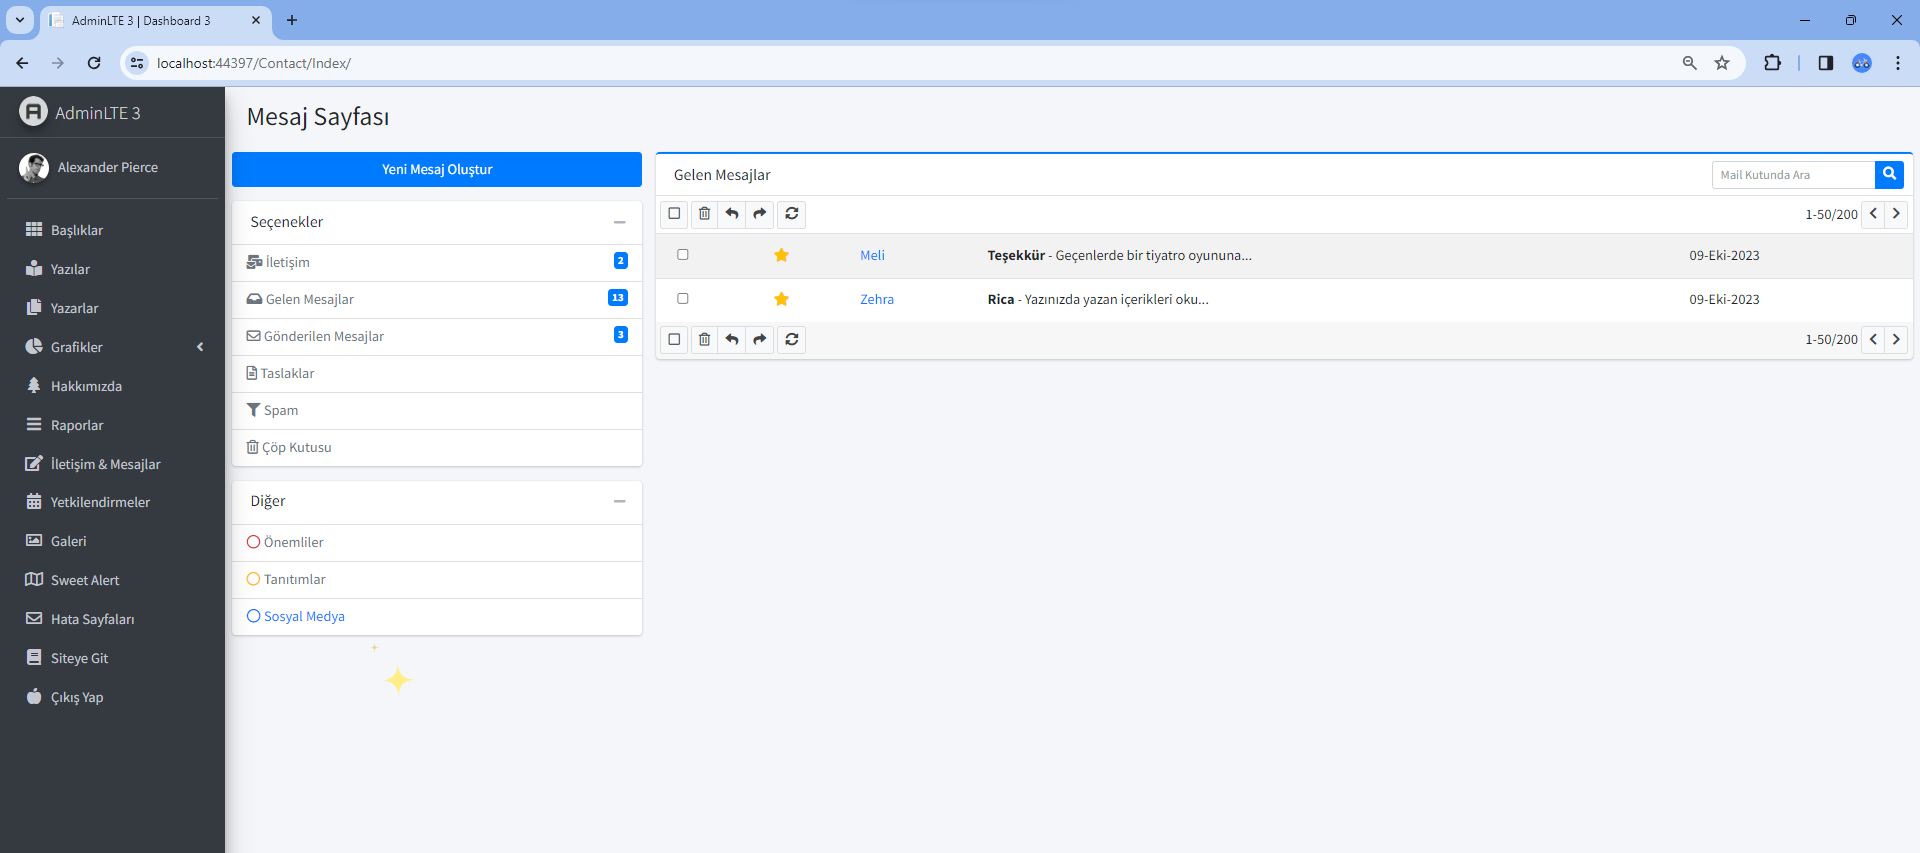 AdminLTE 3 | Dashboard 3
localhost:44397/Contact/Index/
AdminLTE 3
Alexander Pierce
Başlıklar
Yazılar
Yazarlar
Grafikler
Hakkımızda
Raporlar
İletişim & Mesajlar
Yetkilendirmeler
Galeri
Sweet Alert
Hata Sayfaları
Siteye Git
Çıkış Yap
Mesaj Sayfası
Yeni Mesaj Oluştur
Seçenekler
İletişim 2
Gelen Mesajlar 13
Gönderilen Mesajlar 3
Taslaklar
Spam
Çöp Kutusu
Diğer
Önemliler
Tanıtımlar
Sosyal Medya
Gelen Mesajlar
Mail Kutunda Ara
1-50/200
Meli Teşekkür - Geçenlerde bir tiyatro oyununa... 09-Eki-2023
Zehra Rica - Yazınızda yazan içerikleri oku... 09-Eki-2023
1-50/200